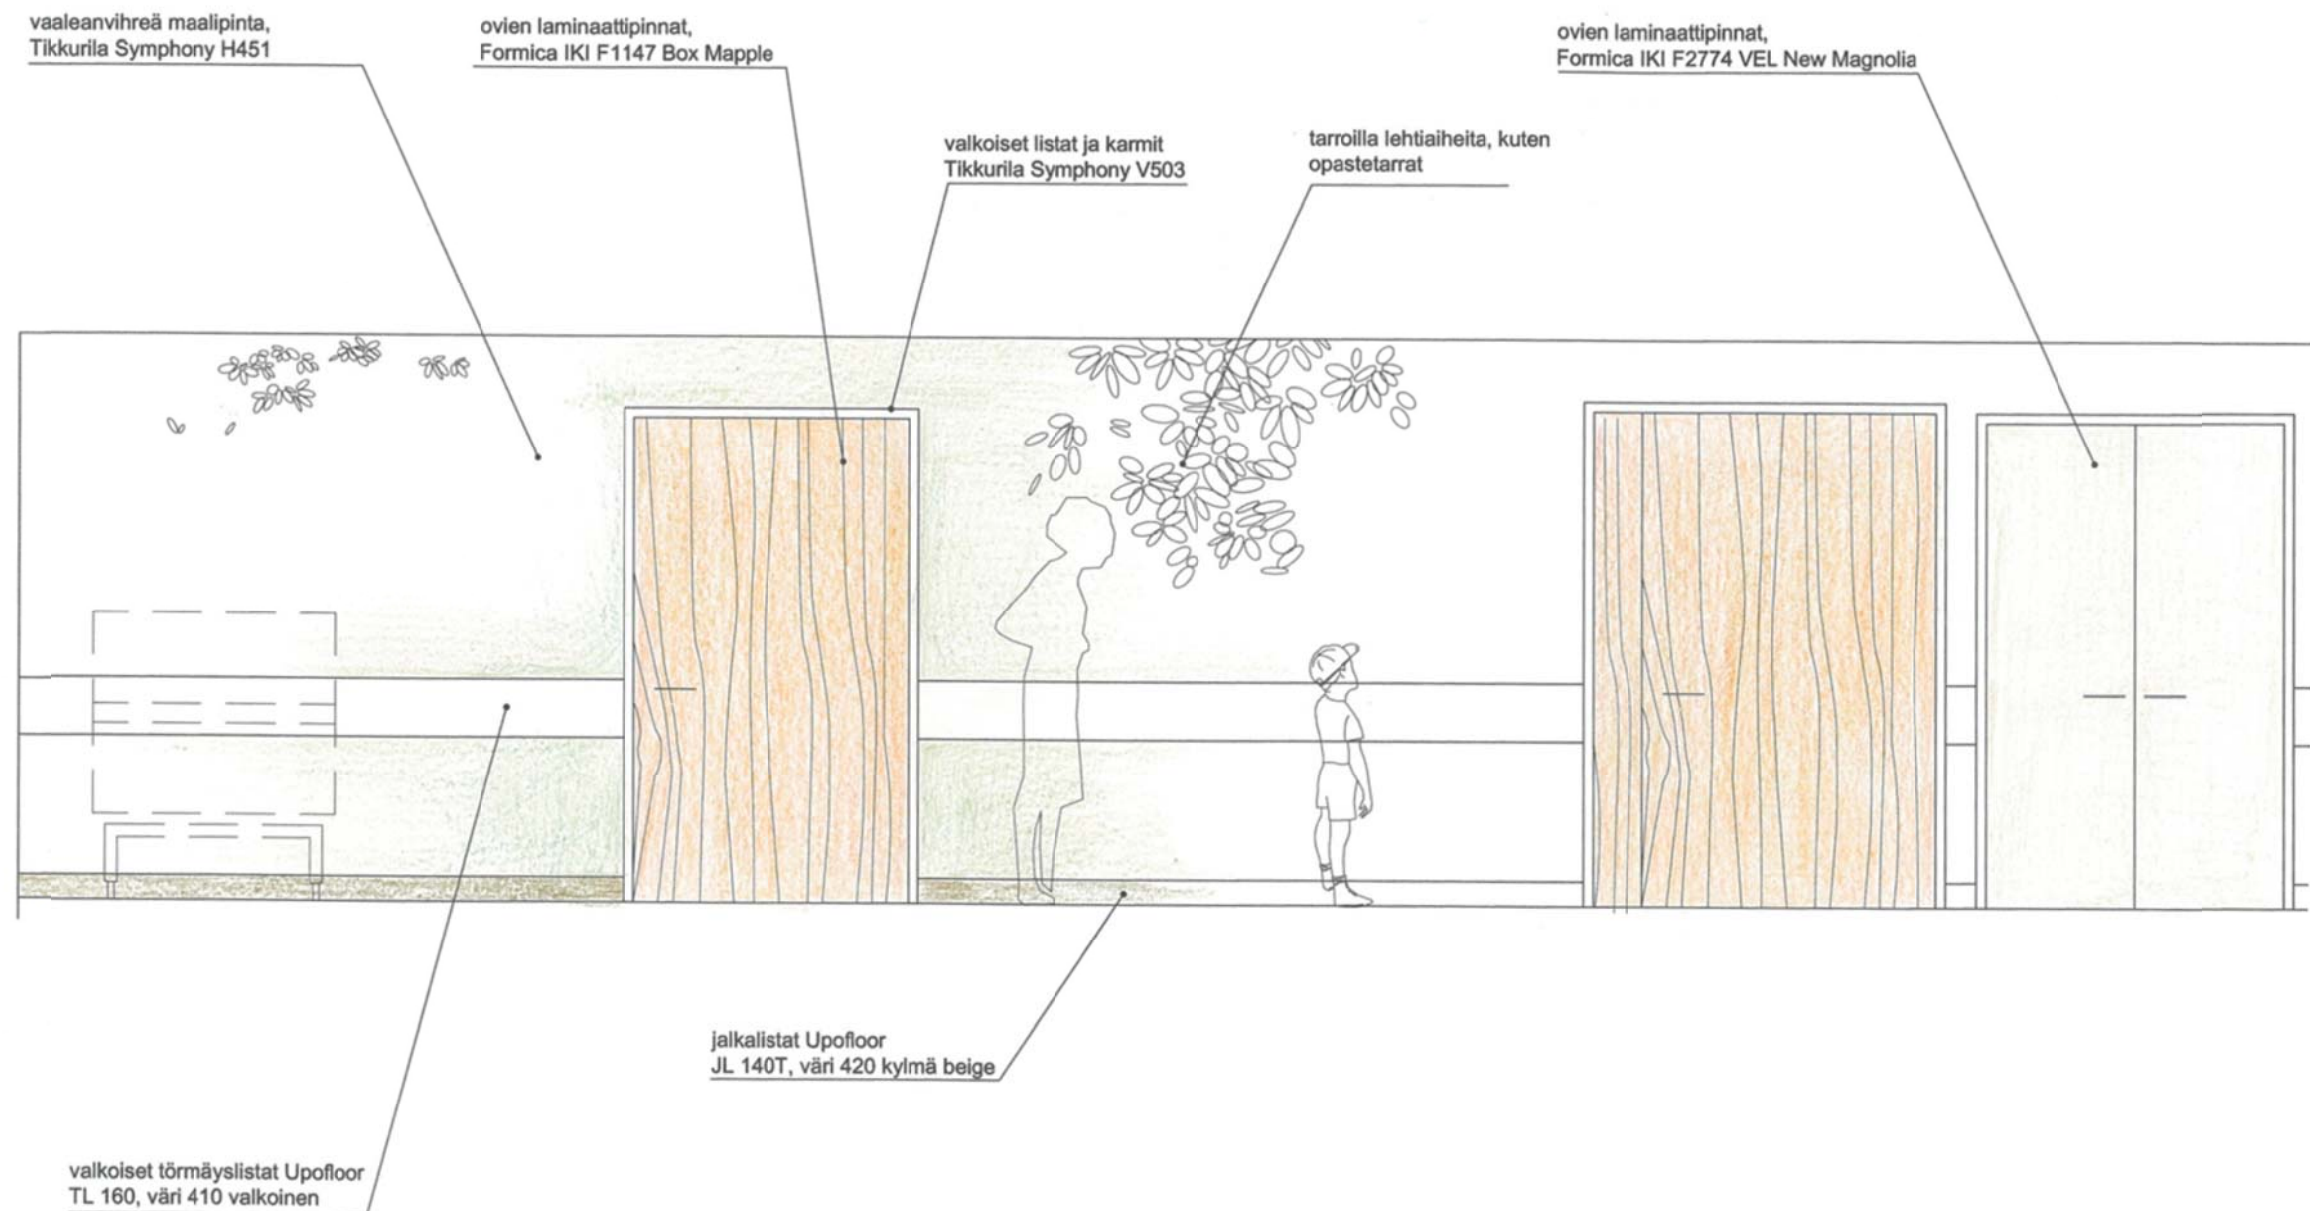 vaaleanvihreä maalipinta,
Tikkurila Symphony H451
ovien laminaattipinnat,
Formica IKI F1147 Box Mapple
ovien laminaattipinnat,
Formica IKI F2774 VEL New Magnolia
valkoiset listat ja karmit
Tikkurila Symphony V503
tarroilla lehtiaiheita, kuten
opastetarrat
jalkalistat Upofloor
JL 140T, väri 420 kylmä beige
valkoiset törmäyslistat Upofloor
TL 160, väri 410 valkoinen